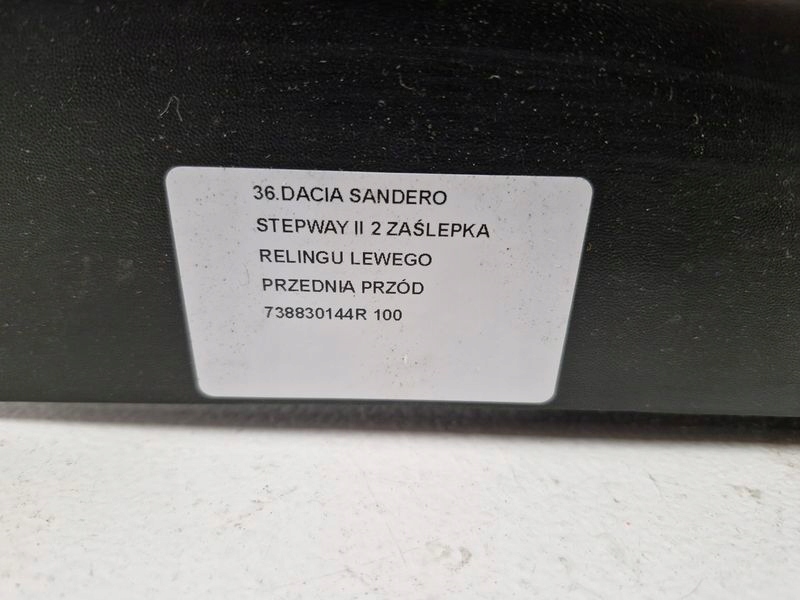 36.DACIA SANDERO
STEPWAY II 2 ZAŚLEPKA
RELINGU LEWEGO
PRZEDNIA PRZÓD
738830144R 100